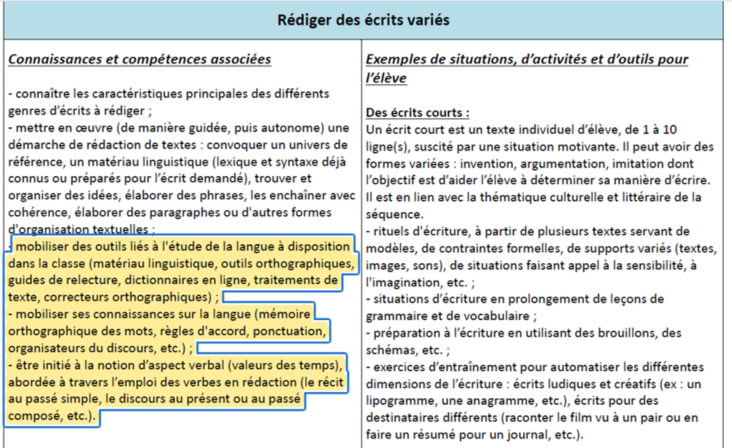 Rédiger des écrits variés
Connaissances et compétences associées
- connaître les caractéristiques principales des différents
genres d’écrits à rédiger ;
- mettre en œuvre (de manière guidée, puis autonome) une
démarche de rédaction de textes : convoquer un univers de
référence, un matériau linguistique (lexique et syntaxe déjà
connus ou préparés pour l’écrit demandé), trouver et
organiser des idées, élaborer des phrases, les enchaîner avec
cohérence, élaborer des paragraphes ou d'autres formes
d'organisation textuelles ;
- mobiliser des outils liés à l'étude de la langue à disposition
dans la classe (matériau linguistique, outils orthographiques,
guides de relecture, dictionnaires en ligne, traitements de
texte, correcteurs orthographiques) ;
- mobiliser ses connaissances sur la langue (mémoire
orthographique des mots, règles d'accord, ponctuation,
organisateurs du discours, etc.) ;
- être initié à la notion d’aspect verbal (valeurs des temps),
abordée à travers l’emploi des verbes en rédaction (le récit
au passé simple, le discours au présent ou au passé
composé, etc.).
Exemples de situations, d’activités et d’outils pour
l’élève
Des écrits courts :
Un écrit court est un texte individuel d’élève, de 1 à 10
ligne(s), suscité par une situation motivante. Il peut avoir des
formes variées : invention, argumentation, imitation dont
l’objectif est d’aider l’élève à déterminer sa manière d’écrire.
Il est en lien avec la thématique culturelle et littéraire de la
séquence.
- rituels d'écriture, à partir de plusieurs textes servant de
modèles, de contraintes formelles, de supports variés (textes,
images, sons), de situations faisant appel à la sensibilité, à
l'imagination, etc. ;
- situations d’écriture en prolongement de leçons de
grammaire et de vocabulaire ;
- préparation à l’écriture en utilisant des brouillons, des
schémas, etc. ;
- exercices d’entraînement pour automatiser les différentes
dimensions de l’écriture : écrits ludiques et créatifs (ex : un
lipogramme, une anagramme, etc.), écrits pour des
destinataires différents (raconter le film vu à un pair ou en
faire un résumé pour un journal, etc.).